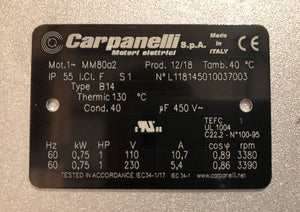 Carpanelli S.p.A.
Motori elettrici
Made in ITALY
Mot.1~ MM80a2 Prod. 12/18 Tamb. 40 °C
IP 55 I.Cl. F S1 N° L118145010037003
Type B14
Thermic 130 °C
Cond. 40 µF 450 V~
TEFC
UL 1004
C22.2 N°100-95
Hz kW HP V A cosφ rpm
60 0,75 1 110 10,7 0,89 3380
60 0,75 1 230 5,4 0,86 3390
TESTED IN ACCORDANCE IEC34-1/17 IEC 34-1 www.carpanelli.net